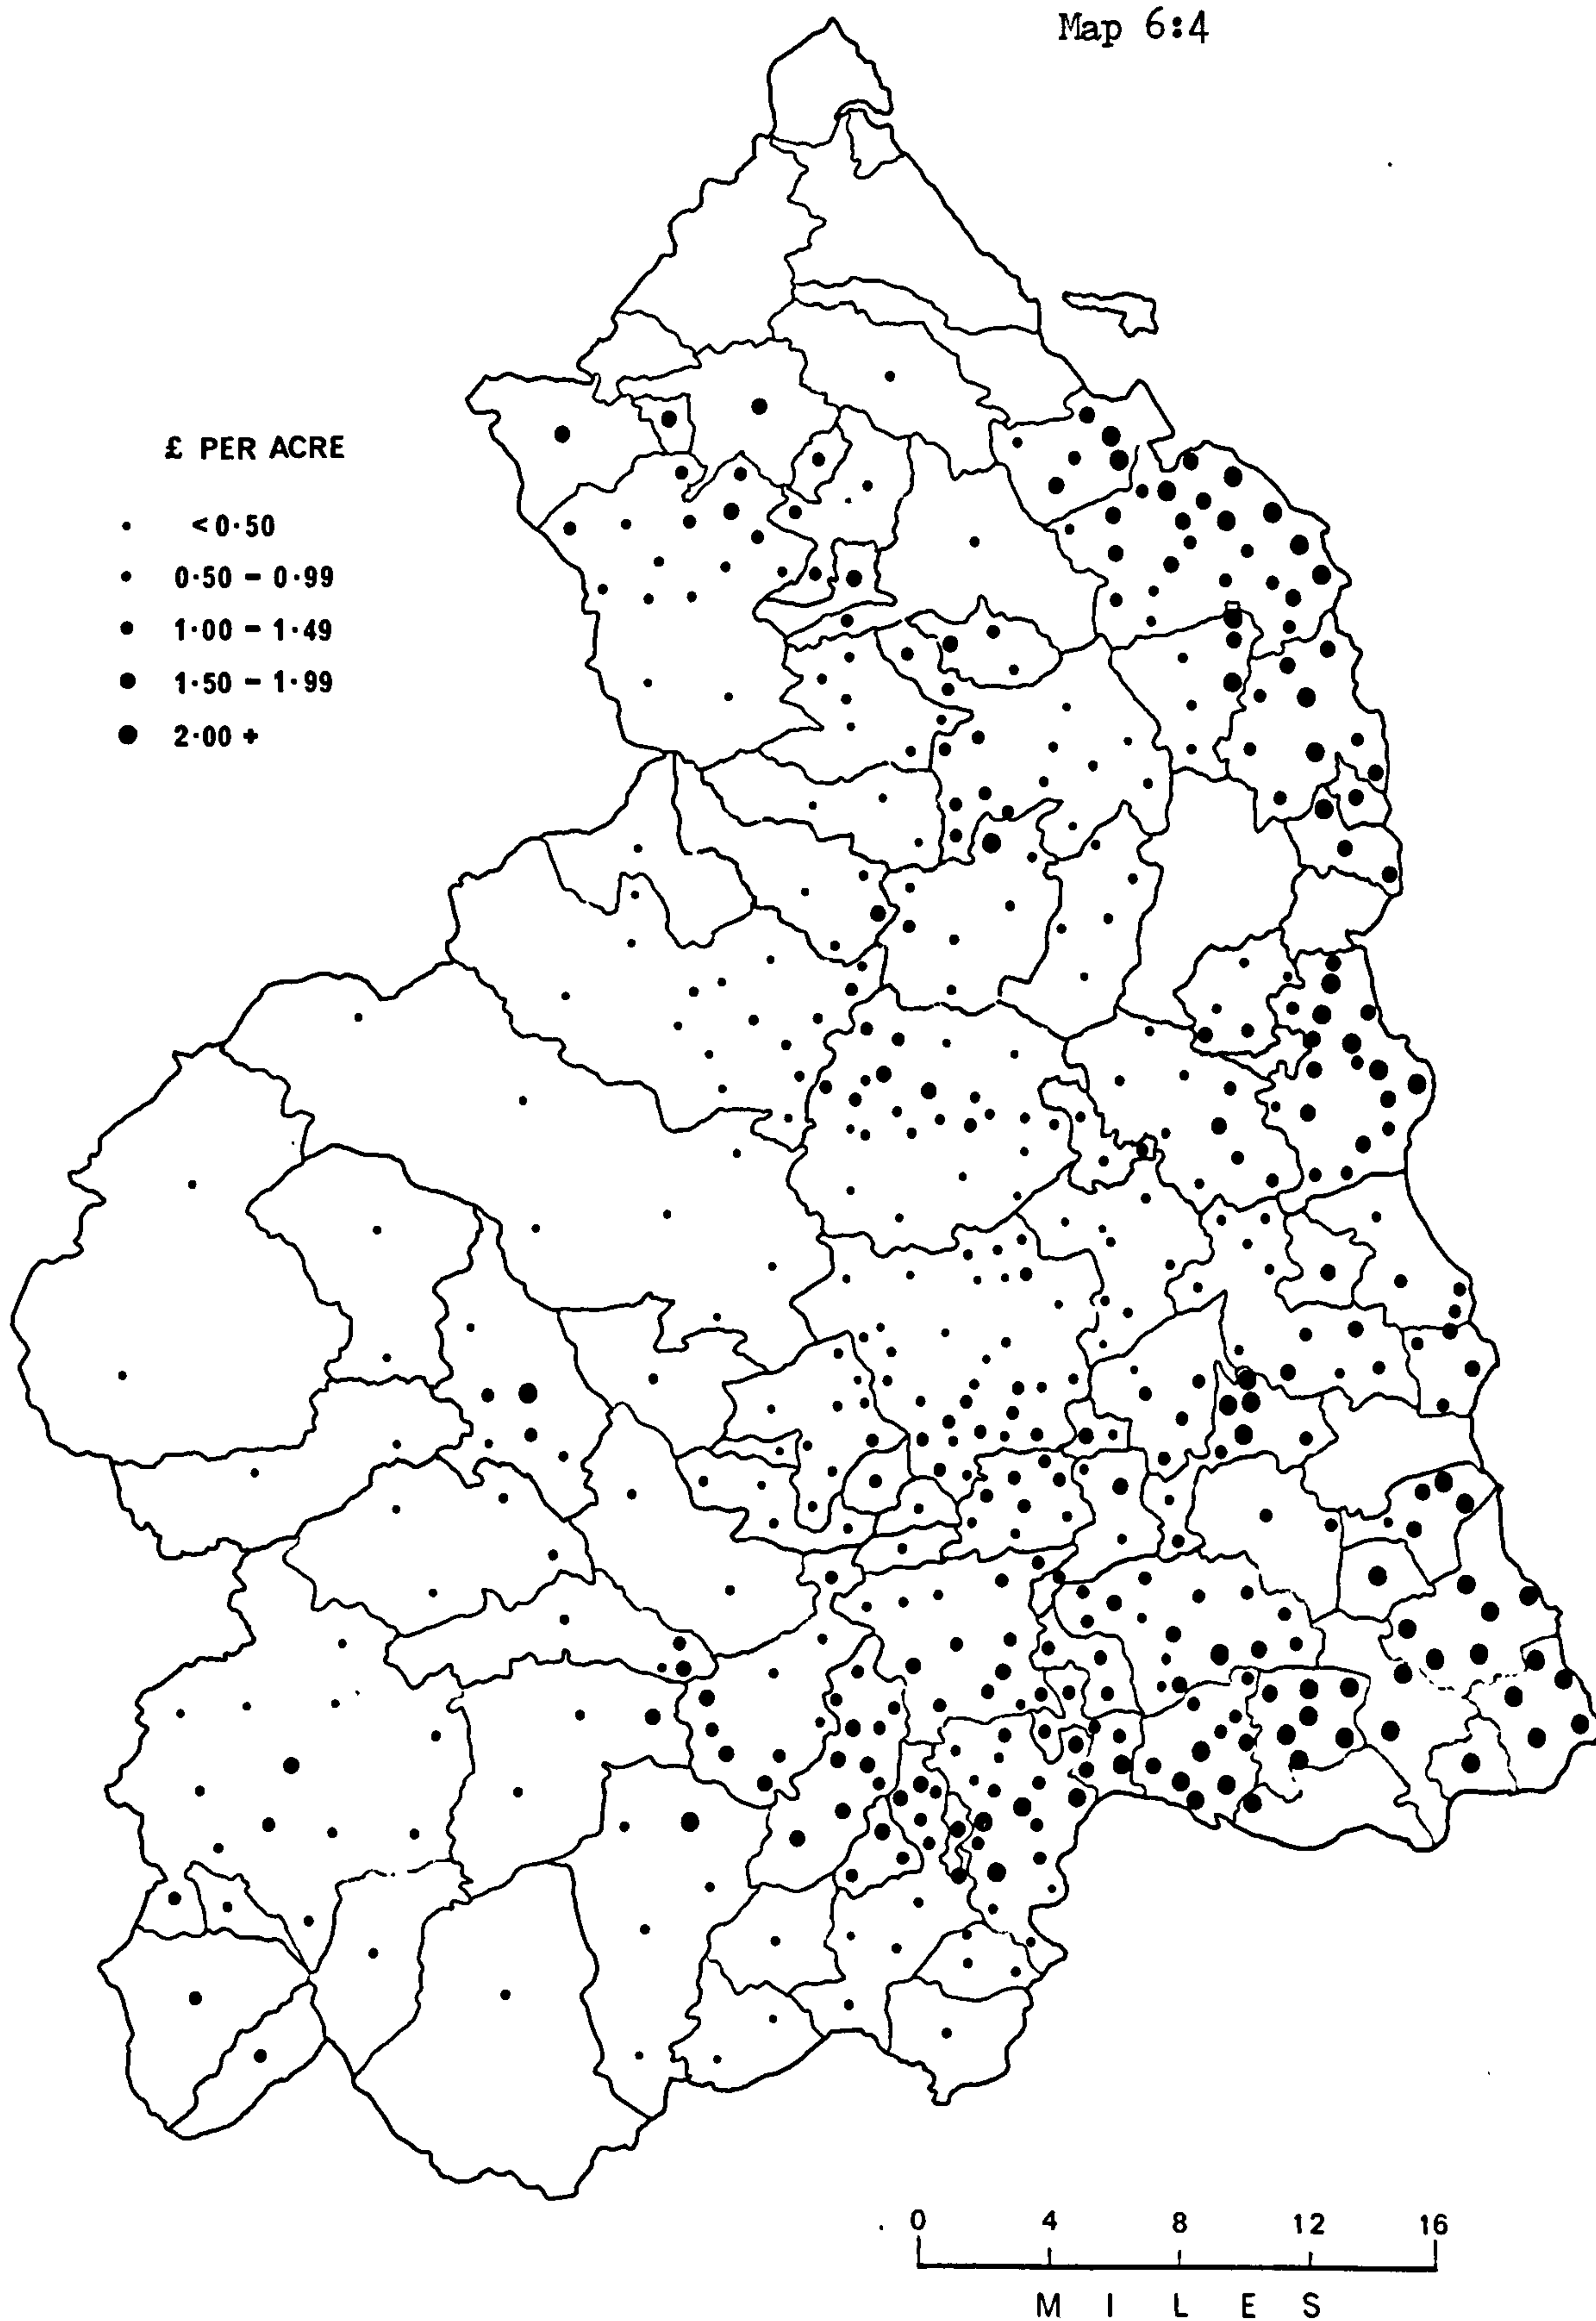 Map 6:4
£ PER ACRE
<0·50
0·50 – 0·99
1·00 – 1·49
1·50 – 1·99
2·00 +
0 4 8 12 16
M I L E S